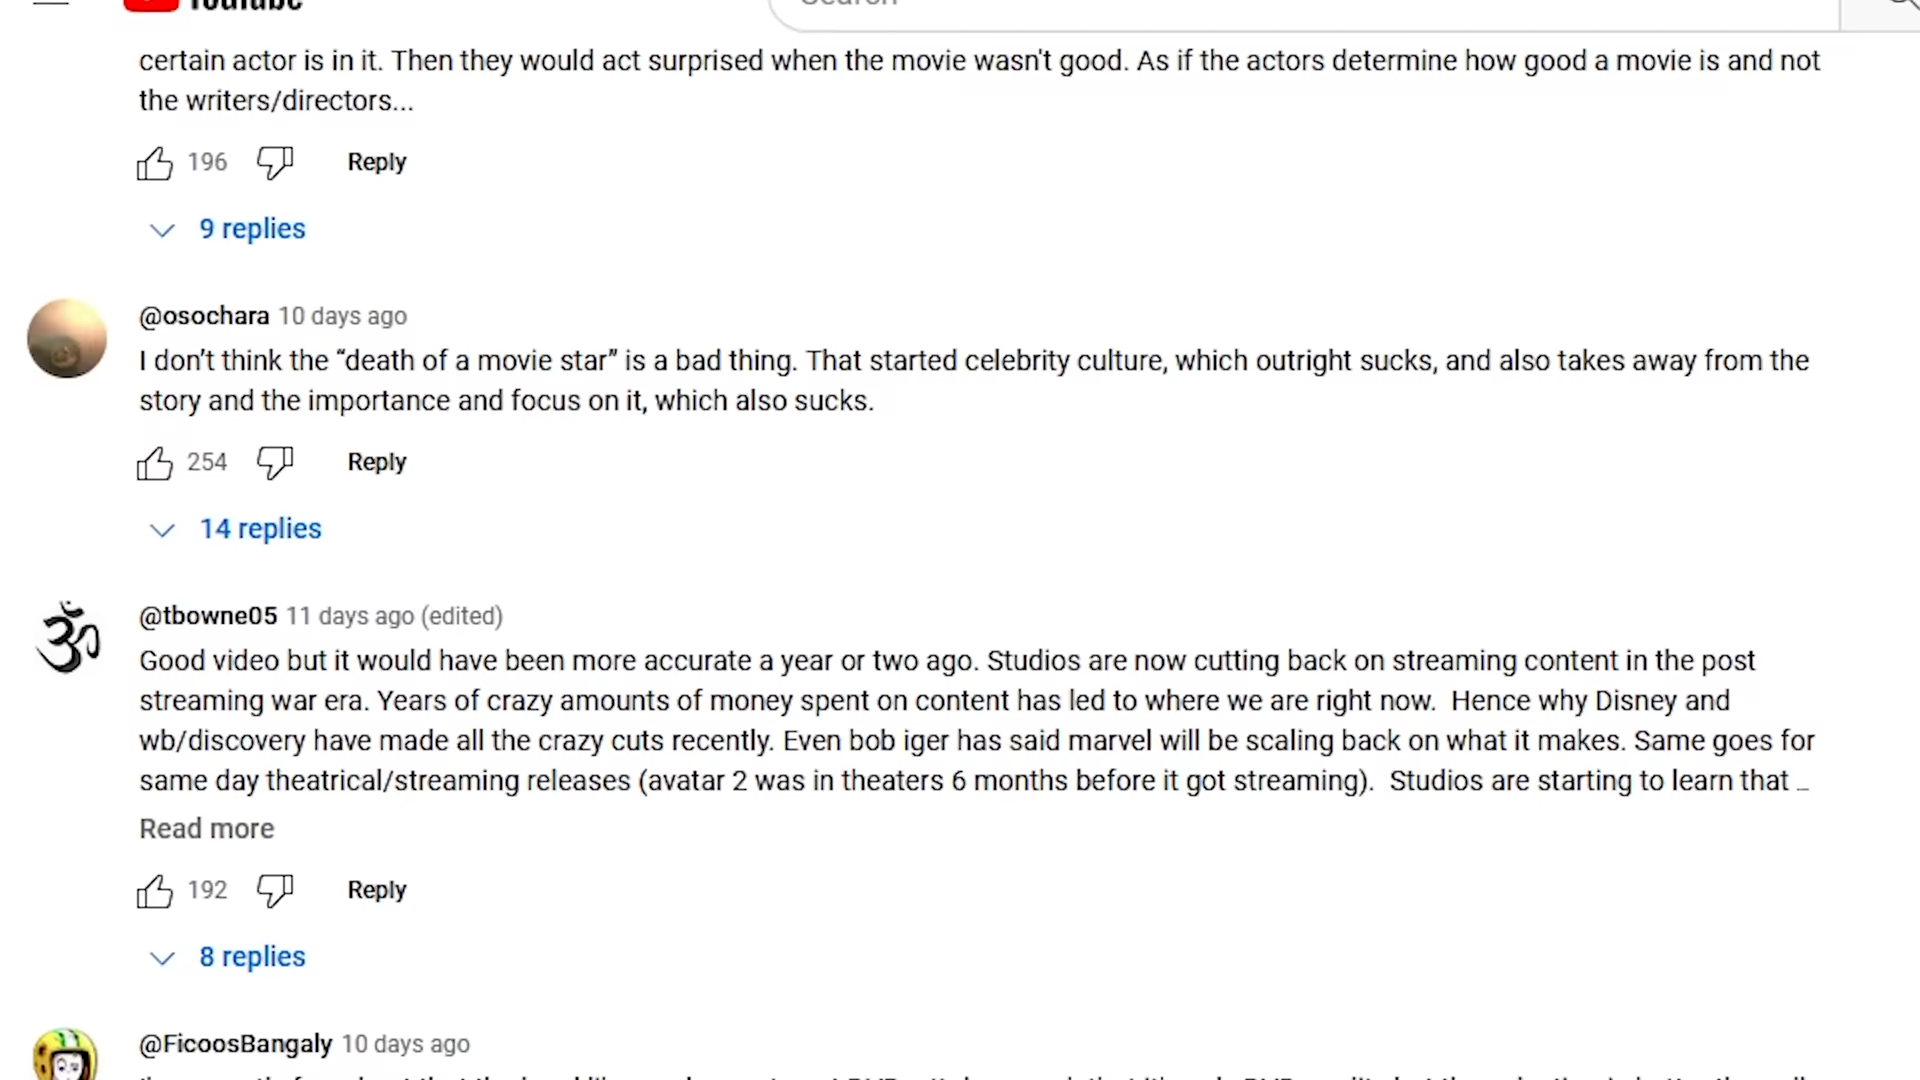 YouTube
Search
certain actor is in it. Then they would act surprised when the movie wasn't good. As if the actors determine how good a movie is and not
the writers/directors...
196 Reply
9 replies
@osochara 10 days ago
I don’t think the “death of a movie star” is a bad thing. That started celebrity culture, which outright sucks, and also takes away from the
story and the importance and focus on it, which also sucks.
254 Reply
14 replies
@tbowne05 11 days ago (edited)
Good video but it would have been more accurate a year or two ago. Studios are now cutting back on streaming content in the post
streaming war era. Years of crazy amounts of money spent on content has led to where we are right now.  Hence why Disney and
wb/discovery have made all the crazy cuts recently. Even bob iger has said marvel will be scaling back on what it makes. Same goes for
same day theatrical/streaming releases (avatar 2 was in theaters 6 months before it got streaming).  Studios are starting to learn that …
Read more
192 Reply
8 replies
@FicoosBangaly 10 days ago